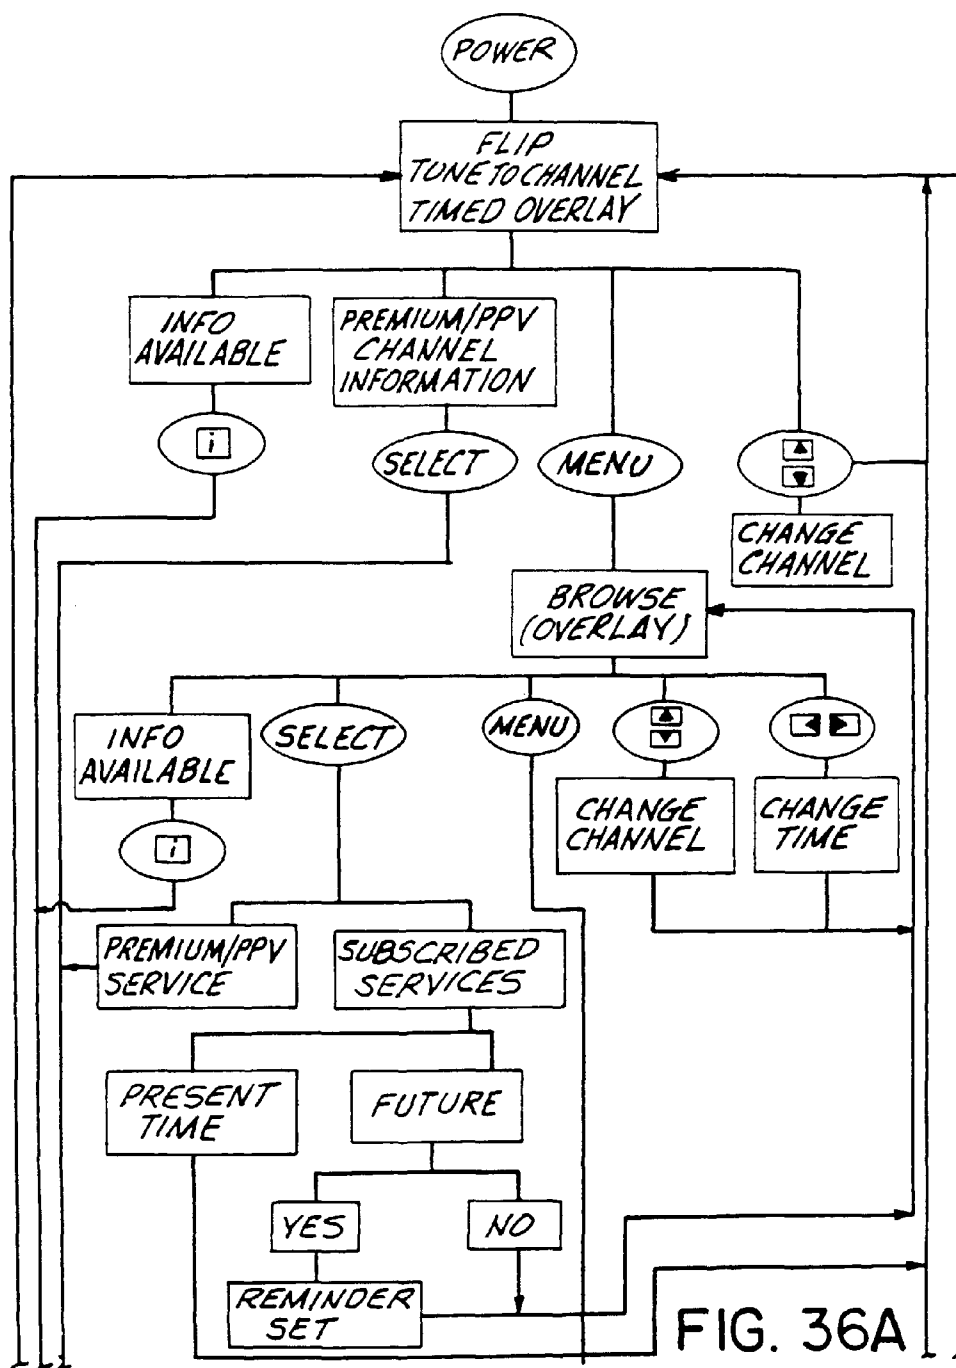 POWER
FLIP
TUNE TO CHANNEL
TIMED OVERLAY
INFO
AVAILABLE
PREMIUM/PPV
CHANNEL
INFORMATION
i
SELECT
MENU
CHANGE
CHANNEL
BROWSE
(OVERLAY)
INFO
AVAILABLE
SELECT
MENU
CHANGE
CHANNEL
CHANGE
TIME
i
PREMIUM/PPV
SERVICE
SUBSCRIBED
SERVICES
PRESENT
TIME
FUTURE
YES
NO
REMINDER
SET
FIG. 36A